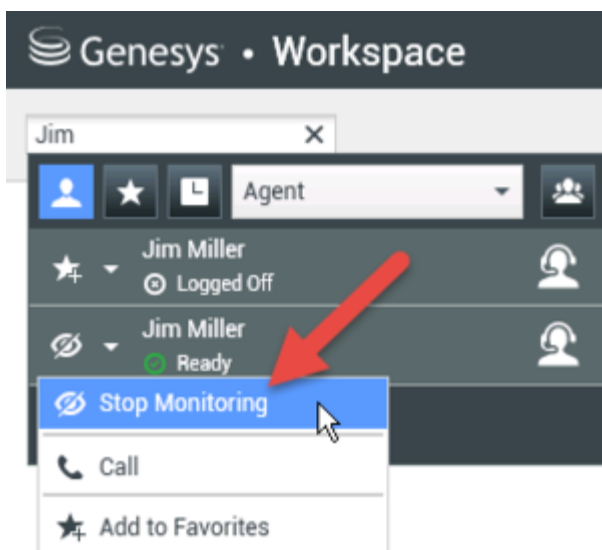 Genesys • Workspace
Jim
Agent
Jim Miller
Logged Off
Jim Miller
Ready
Stop Monitoring
Call
Add to Favorites